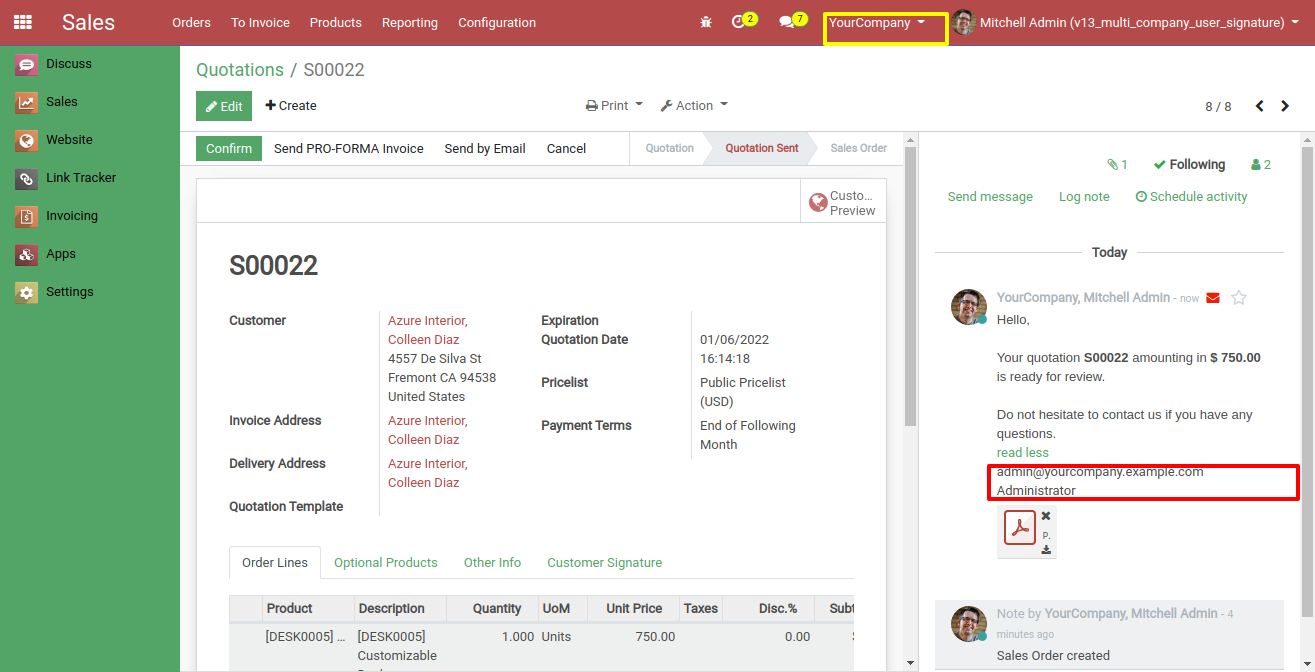 Sales Orders To Invoice Products Reporting Configuration 2 7 YourCompany Mitchell Admin (v13_multi_company_user_signature)
Discuss
Sales
Website
Link Tracker
Invoicing
Apps
Settings
Quotations / S00022
Edit Create Print Action 8 / 8
Confirm Send PRO-FORMA Invoice Send by Email Cancel Quotation Quotation Sent Sales Order
Custo...
Preview
S00022
Customer
Azure Interior,
Colleen Diaz
4557 De Silva St
Fremont CA 94538
United States
Invoice Address
Azure Interior,
Colleen Diaz
Delivery Address
Azure Interior,
Colleen Diaz
Quotation Template
Expiration
Quotation Date
01/06/2022
16:14:18
Pricelist
Public Pricelist
(USD)
Payment Terms
End of Following
Month
Order Lines Optional Products Other Info Customer Signature
Product Description Quantity UoM Unit Price Taxes Disc.%
[DESK0005] ... [DESK0005] 1.000 Units 750.00 0.00
Customizable
1 Following 2
Send message Log note Schedule activity
Today
YourCompany, Mitchell Admin - now
Hello,
Your quotation S00022 amounting in $ 750.00
is ready for review.
Do not hesitate to contact us if you have any
questions.
read less
admin@yourcompany.example.com
Administrator
P.
Note by YourCompany, Mitchell Admin - 4
minutes ago
Sales Order created